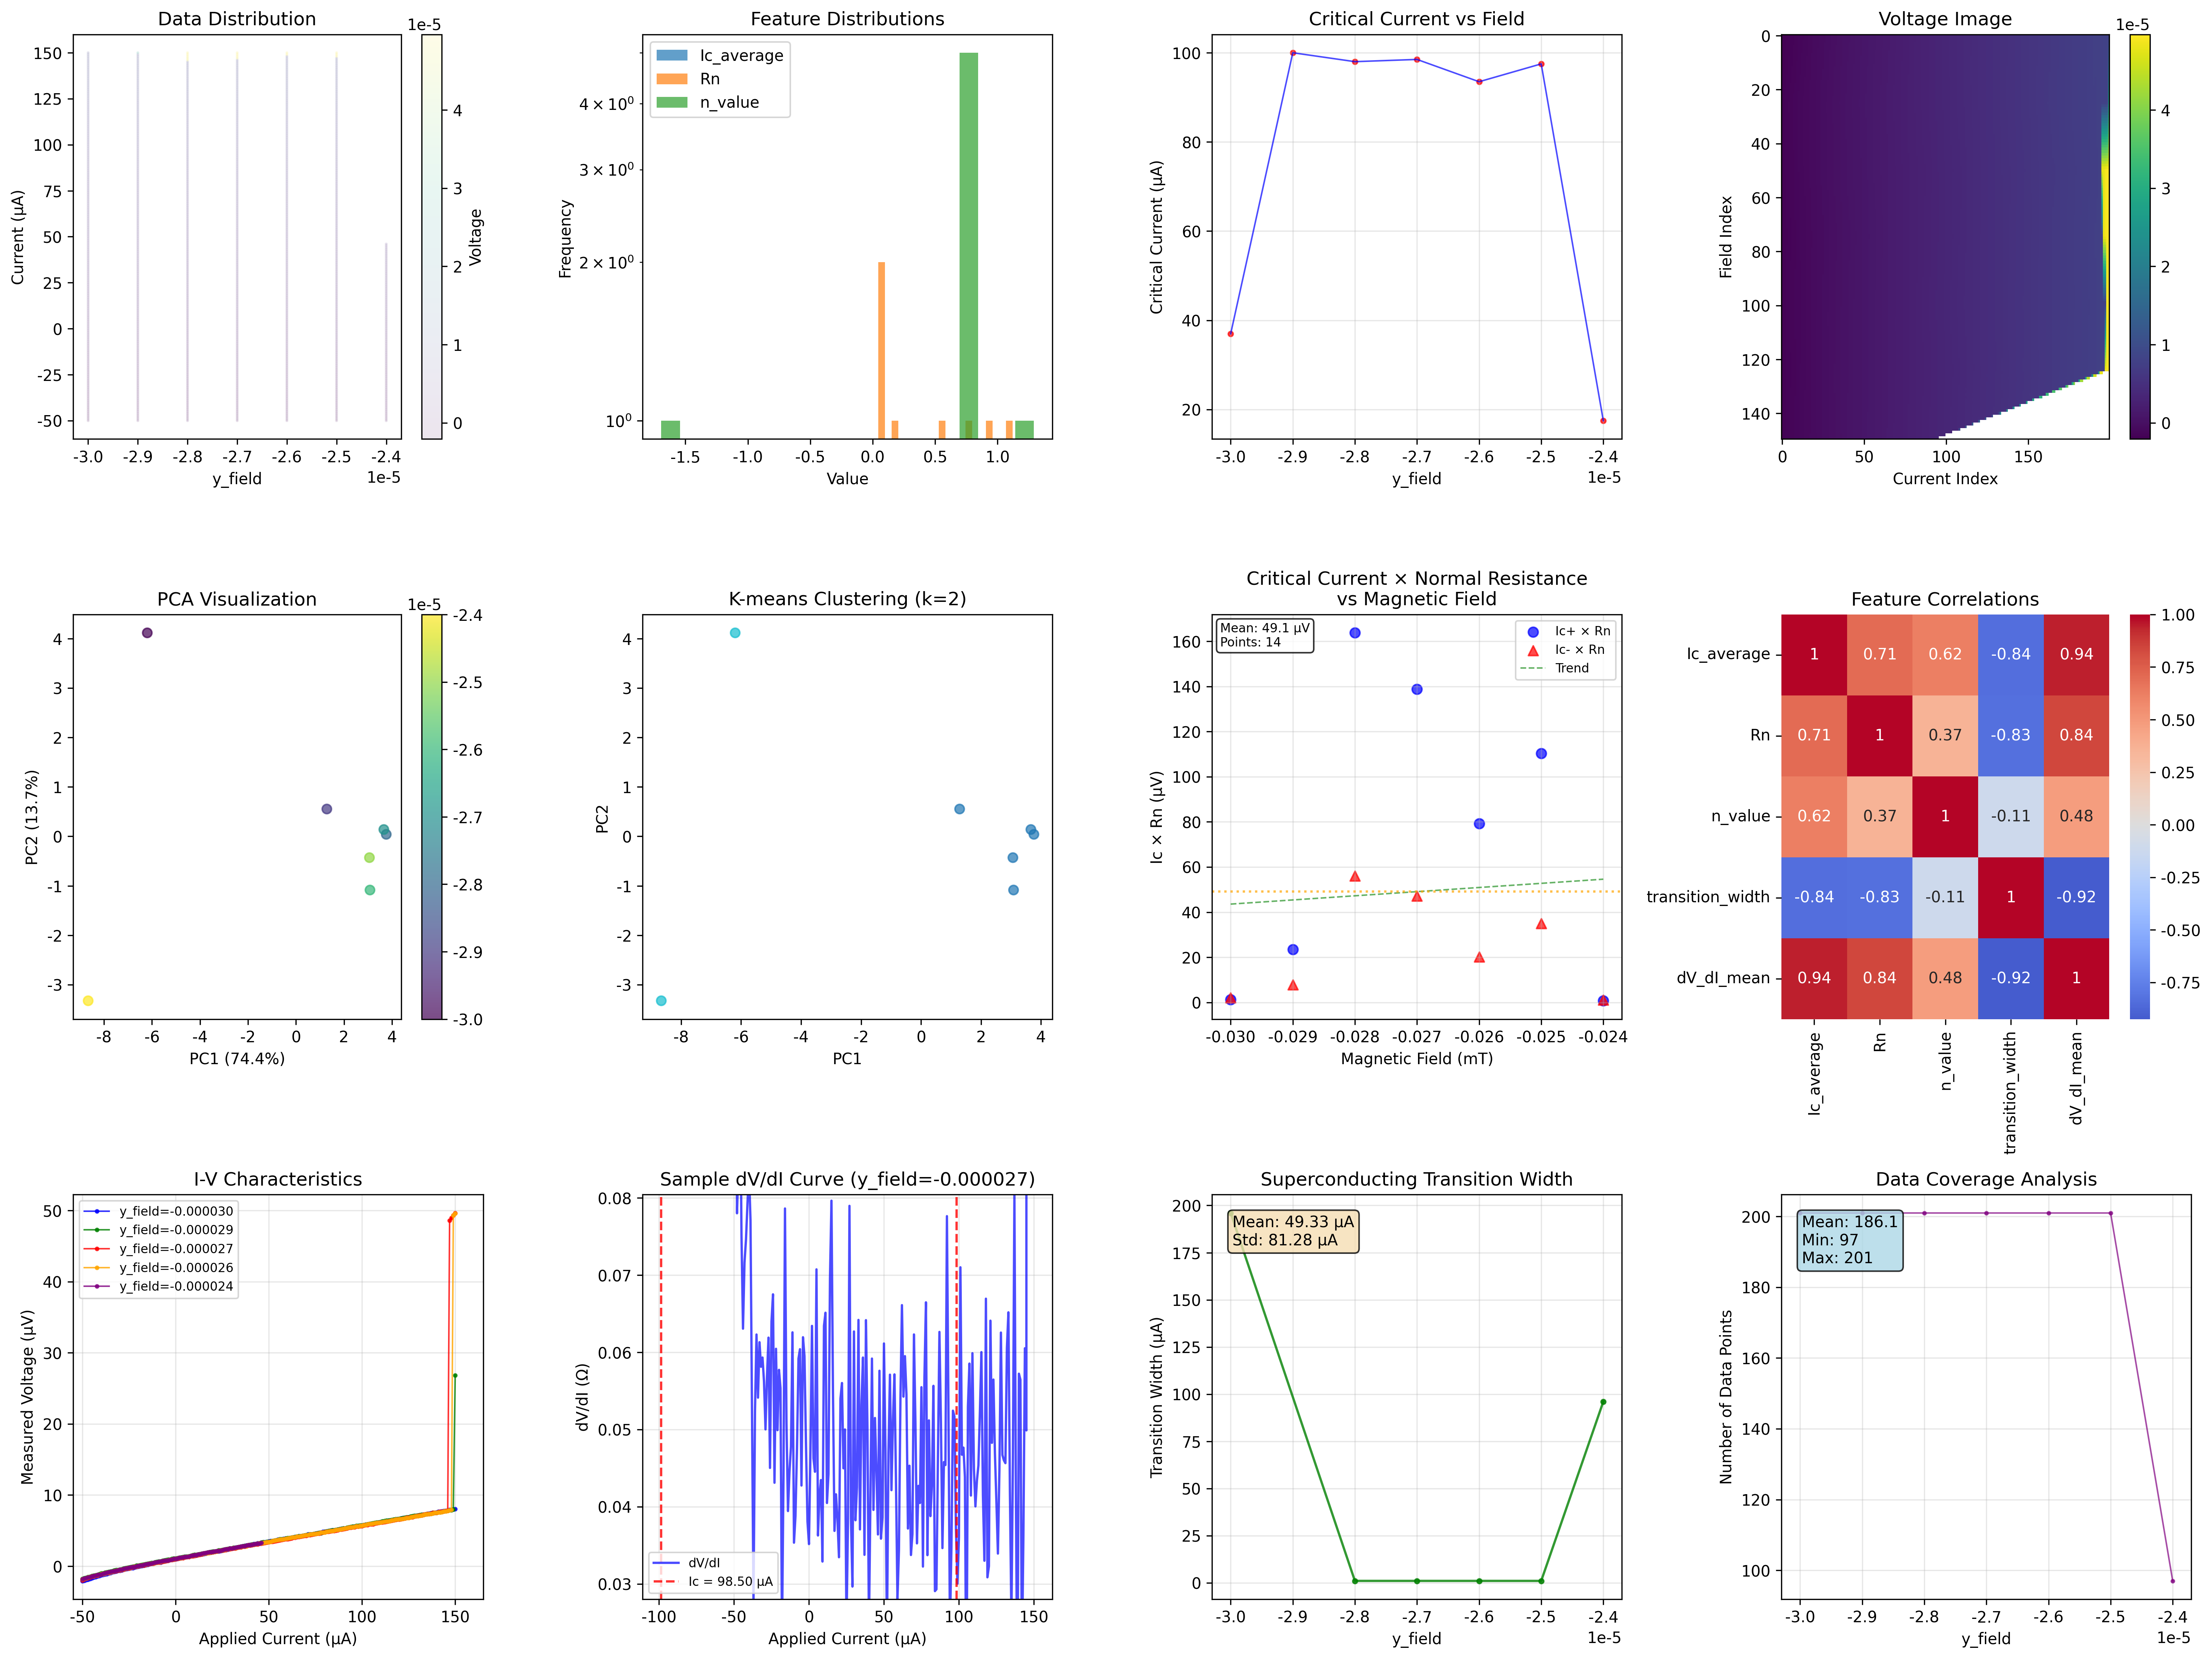 Data Distribution
1e-5
150
125
100
75
50
25
0
-25
-50
Current (μA)
-3.0 -2.9 -2.8 -2.7 -2.6 -2.5 -2.4
1e-5
y_field
4
3
2
1
0
Voltage
Feature Distributions
Ic_average
Rn
n_value
4 × 10⁰
3 × 10⁰
2 × 10⁰
10⁰
Frequency
-1.5 -1.0 -0.5 0.0 0.5 1.0
Value
Critical Current vs Field
100
80
60
40
20
Critical Current (μA)
-3.0 -2.9 -2.8 -2.7 -2.6 -2.5 -2.4
1e-5
y_field
Voltage Image
1e-5
0
20
40
60
80
100
120
140
Field Index
0 50 100 150
Current Index
4
3
2
1
0
PCA Visualization
1e-5
4
3
2
1
0
-1
-2
-3
PC2 (13.7%)
-8 -6 -4 -2 0 2 4
PC1 (74.4%)
-2.4
-2.5
-2.6
-2.7
-2.8
-2.9
-3.0
K-means Clustering (k=2)
4
3
2
1
0
-1
-2
-3
PC2
-8 -6 -4 -2 0 2 4
PC1
Critical Current × Normal Resistance
vs Magnetic Field
Mean: 49.1 μV
Points: 14
Ic+ × Rn
Ic- × Rn
Trend
160
140
120
100
80
60
40
20
0
Ic × Rn (μV)
-0.030 -0.029 -0.028 -0.027 -0.026 -0.025 -0.024
Magnetic Field (mT)
Feature Correlations
Ic_average 1 0.71 0.62 -0.84 0.94
Rn 0.71 1 0.37 -0.83 0.84
n_value 0.62 0.37 1 -0.11 0.48
transition_width -0.84 -0.83 -0.11 1 -0.92
dV_dI_mean 0.94 0.84 0.48 -0.92 1
Ic_average
Rn
n_value
transition_width
dV_dI_mean
1.00
0.75
0.50
0.25
0.00
-0.25
-0.50
-0.75
I-V Characteristics
y_field=-0.000030
y_field=-0.000029
y_field=-0.000027
y_field=-0.000026
y_field=-0.000024
50
40
30
20
10
0
Measured Voltage (μV)
-50 0 50 100 150
Applied Current (μA)
Sample dV/dI Curve (y_field=-0.000027)
0.08
0.07
0.06
0.05
0.04
0.03
dV/dI (Ω)
dV/dI
Ic = 98.50 μA
-100 -50 0 50 100 150
Applied Current (μA)
Superconducting Transition Width
Mean: 49.33 μA
Std: 81.28 μA
200
175
150
125
100
75
50
25
0
Transition Width (μA)
-3.0 -2.9 -2.8 -2.7 -2.6 -2.5 -2.4
1e-5
y_field
Data Coverage Analysis
Mean: 186.1
Min: 97
Max: 201
200
180
160
140
120
100
Number of Data Points
-3.0 -2.9 -2.8 -2.7 -2.6 -2.5 -2.4
1e-5
y_field